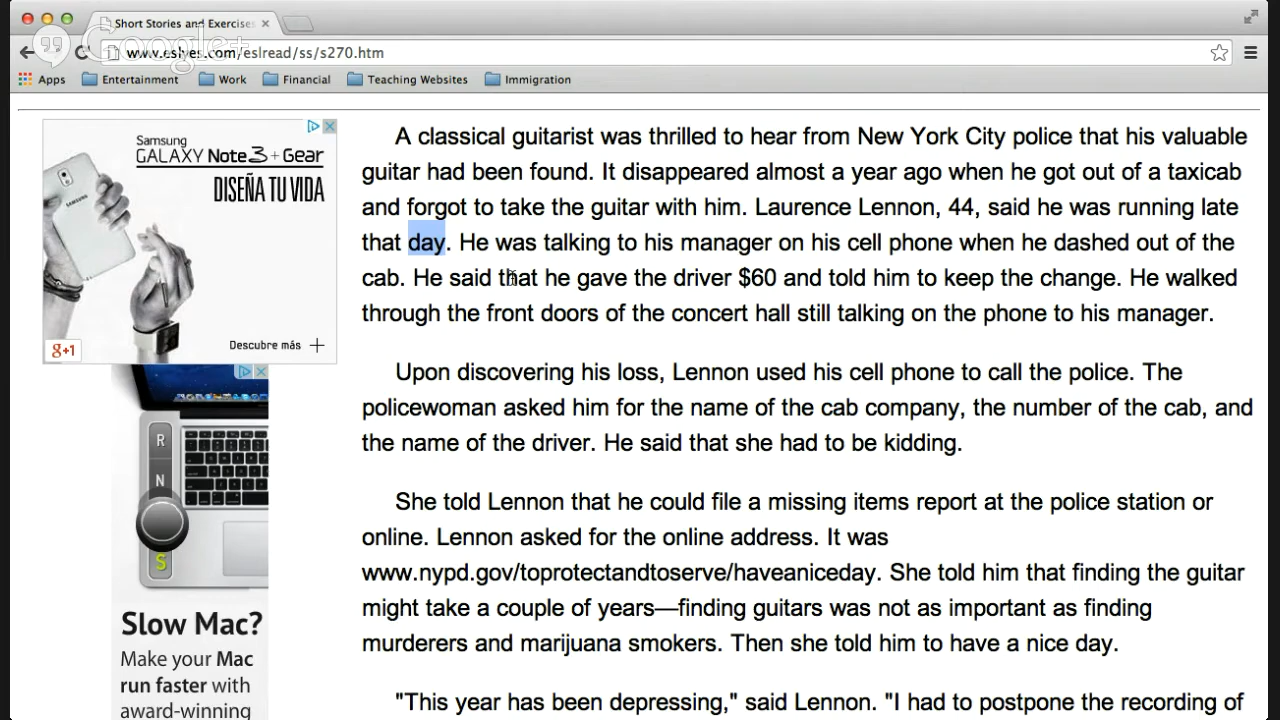 Short Stories and Exercises
Google+
www.eslyes.com/eslread/ss/s270.htm
Apps Entertainment Work Financial Teaching Websites Immigration
Samsung
GALAXY Note3+Gear
DISEÑA TU VIDA
SAMSUNG
Descubre más +
g+1
A classical guitarist was thrilled to hear from New York City police that his valuable
guitar had been found. It disappeared almost a year ago when he got out of a taxicab
and forgot to take the guitar with him. Laurence Lennon, 44, said he was running late
that day. He was talking to his manager on his cell phone when he dashed out of the
cab. He said that he gave the driver $60 and told him to keep the change. He walked
through the front doors of the concert hall still talking on the phone to his manager.
Upon discovering his loss, Lennon used his cell phone to call the police. The
policewoman asked him for the name of the cab company, the number of the cab, and
the name of the driver. He said that she had to be kidding.
She told Lennon that he could file a missing items report at the police station or
online. Lennon asked for the online address. It was
www.nypd.gov/toprotectandtoserve/haveaniceday. She told him that finding the guitar
might take a couple of years—finding guitars was not as important as finding
murderers and marijuana smokers. Then she told him to have a nice day.
"This year has been depressing," said Lennon. "I had to postpone the recording of
R
N
S
Slow Mac?
Make your Mac
run faster with
award-winning